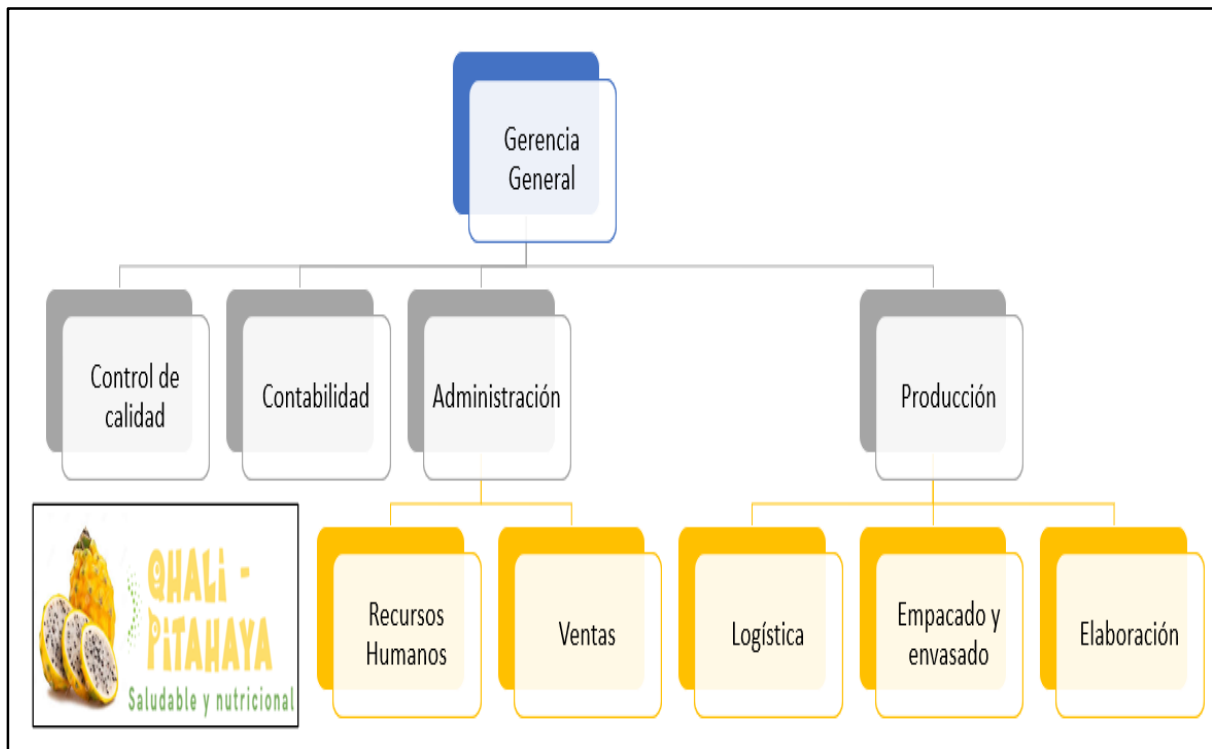 Gerencia
General
Control de
calidad
Contabilidad
Administración
Producción
QHALI -
PITAHAYA
Saludable y nutricional
Recursos
Humanos
Ventas
Logística
Empacado y
envasado
Elaboración